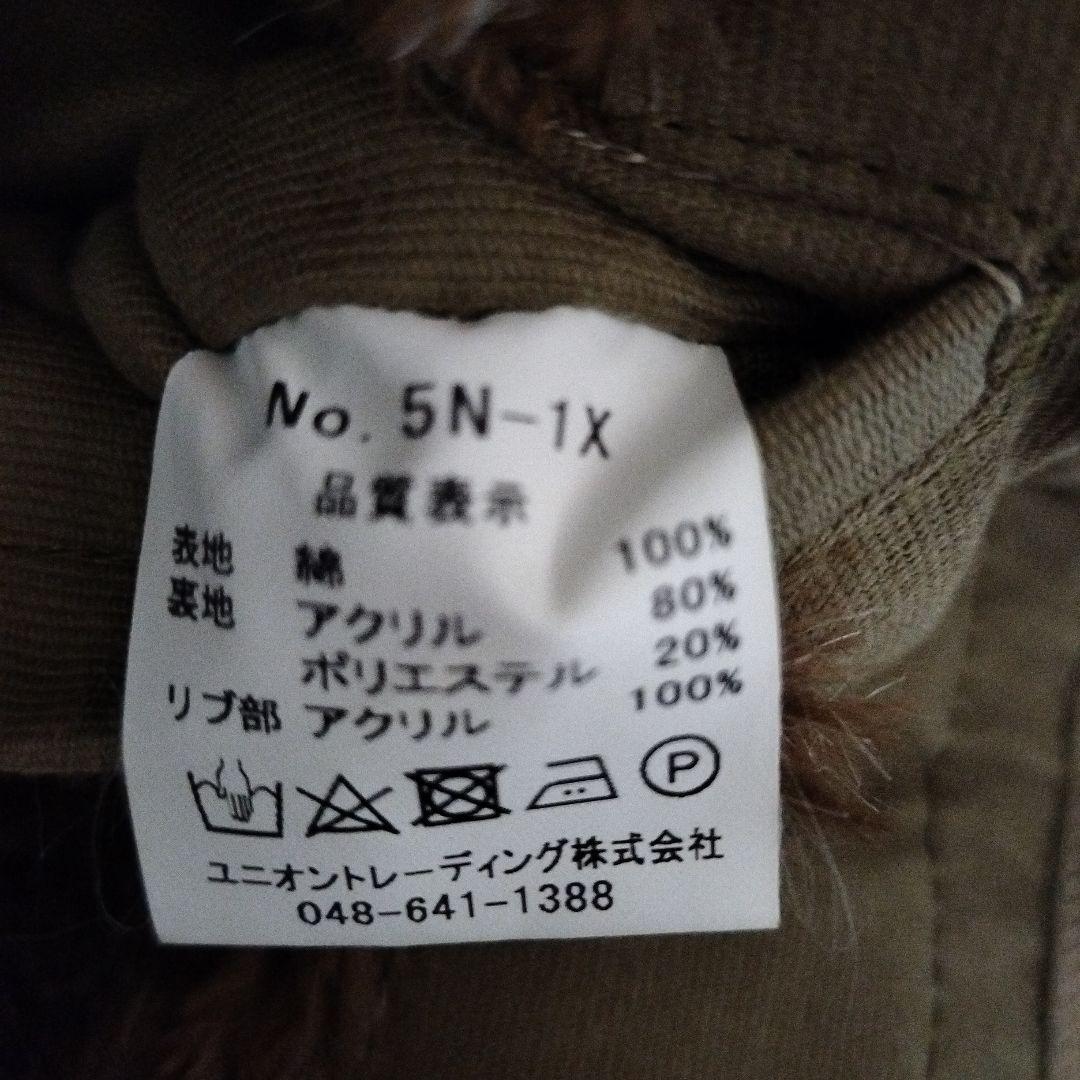 No. 5N-1X
品質表示
表地 綿 100%
裏地 アクリル 80%
ポリエステル 20%
リブ部 アクリル 100%
P
ユニオントレーディング株式会社
048-641-1388